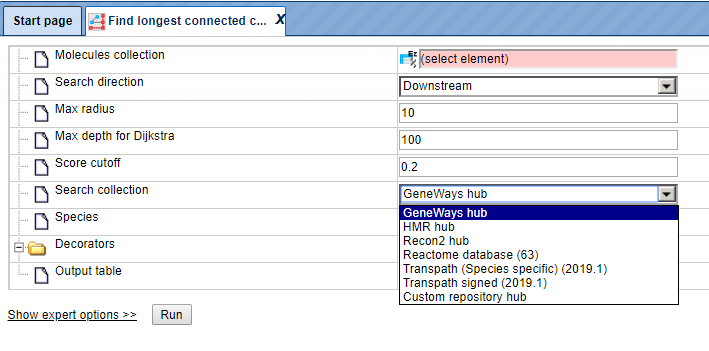 Start page
Find longest connected c... X
Molecules collection
Ez
(select element)
Search direction
Downstream
Max radius
10
Max depth for Dijkstra
100
Score cutoff
0.2
Search collection
GeneWays hub
GeneWays hub
HMR hub
Recon2 hub
Reactome database (63)
Transpath (Species specific) (2019.1)
Transpath signed (2019.1)
Custom repository hub
Species
Decorators
Output table
Show expert options >>
Run